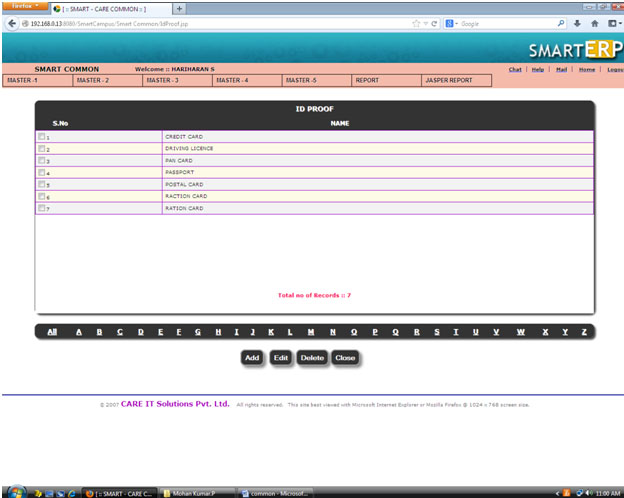 Firefox
[ :: SMART - CARE COMMON :: ]
192.168.0.13:8080/SmartCampus/Smart Common/IdProof.jsp
Google
SMARTERP
SMART COMMON Welcome :: HARIHARAN S Chat | Help | Mail | Home | Logout
MASTER -1 MASTER - 2 MASTER - 3 MASTER - 4 MASTER -5 REPORT JASPER REPORT
ID PROOF
S.No NAME
1 CREDIT CARD
2 DRIVING LICENCE
3 PAN CARD
4 PASSPORT
5 POSTAL CARD
6 RACTION CARD
7 RATION CARD
Total no of Records :: 7
All A B C D E F G H I J K L M N O P Q R S T U V W X Y Z
Add Edit Delete Close
© 2007 CARE IT Solutions Pvt. Ltd. All rights reserved. This site best viewed with Microsoft Internet Explorer or Mozilla Firefox @ 1024 x 768 screen size.
[ :: SMART - CARE C... Mohan Kumar.P common - Microsof... 11:00 AM